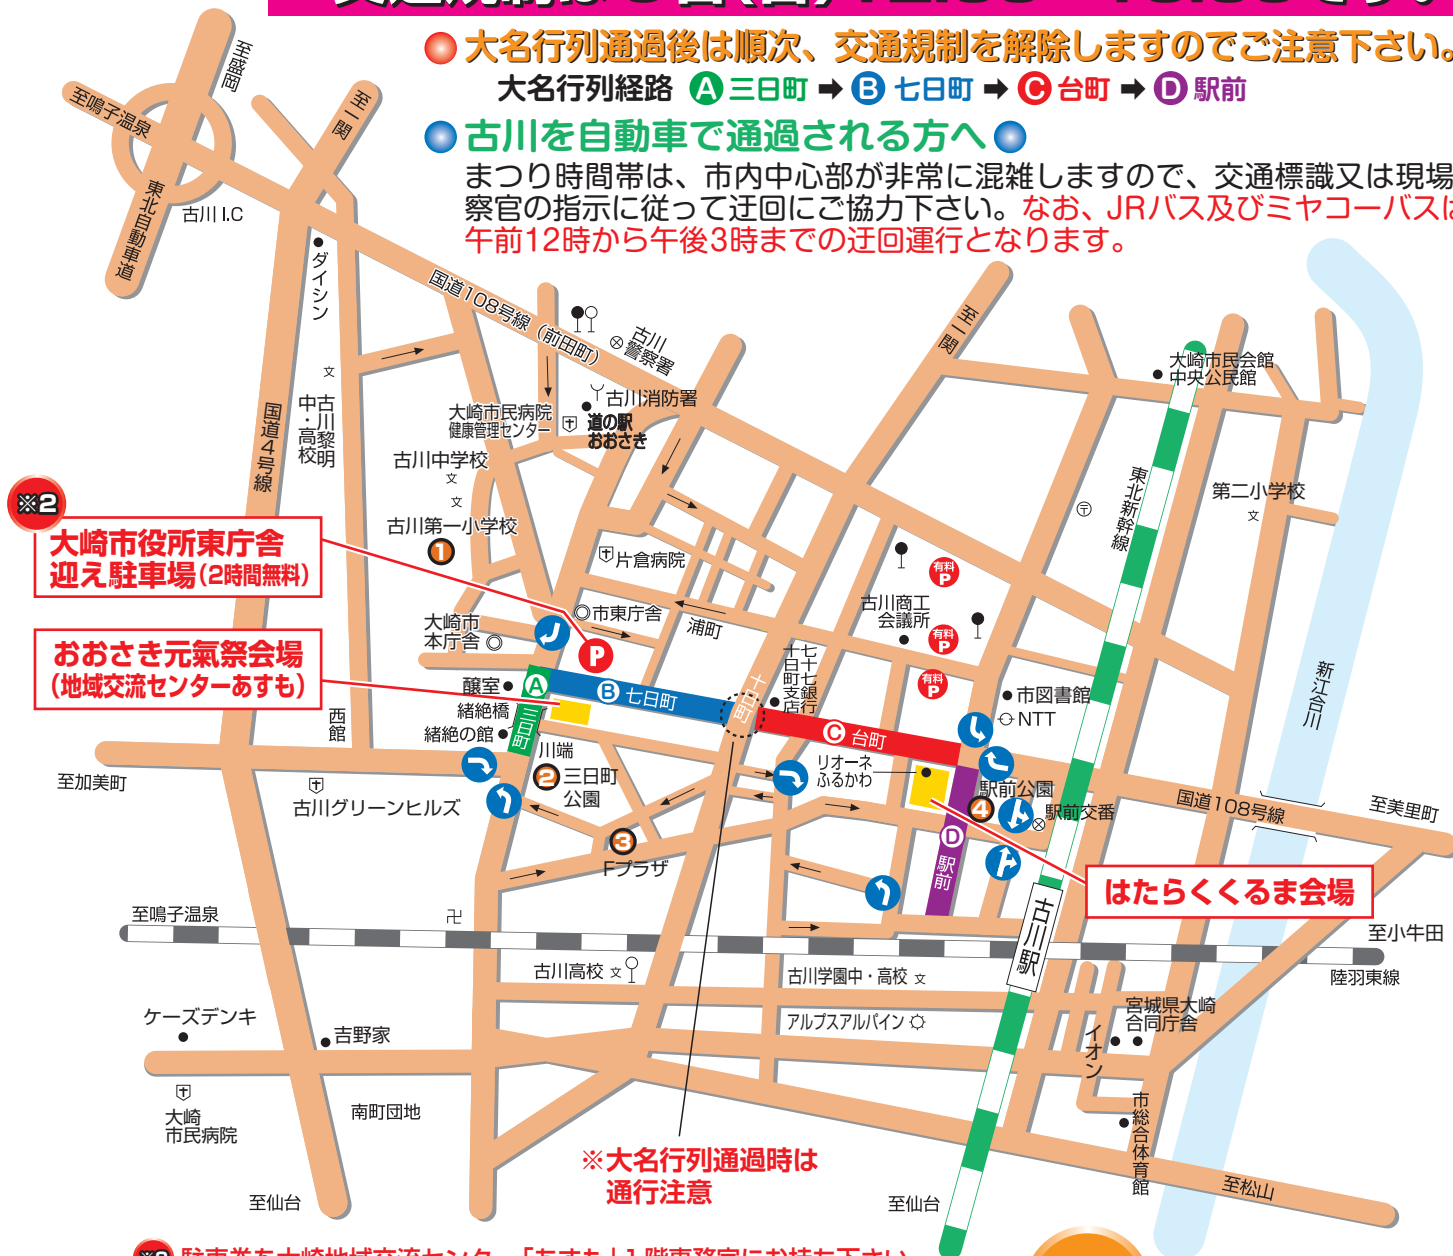 大名行列通過後は順次、交通規制を解除しますのでご注意下さい。
大名行列経路 A 三日町 ➡ B 七日町 ➡ C 台町 ➡ D 駅前
古川を自動車で通過される方へ
まつり時間帯は、市内中心部が非常に混雑しますので、交通標識又は現場
察官の指示に従って迂回にご協力下さい。なお、JRバス及びミヤコーバスは
午前12時から午後3時までの迂回運行となります。
至盛岡
至鳴子温泉
至一関
東北自動車道
古川 I.C
ダイシン
国道108号線（前田町）
古川
警察署
古川消防署
道の駅
おおさき
大崎市民病院
健康管理センター
文
古川黎明
中・高校
国道4号線
古川中学校
文
文
古川第一小学校
1
至一関
大崎市民会館
中央公民館
東北新幹線
第二小学校
文
新江合川
※2
大崎市役所東庁舎
迎え駐車場(2時間無料)
おおさき元氣祭会場
(地域交流センターあすも)
片倉病院
市東庁舎
浦町
大崎市
本庁舎
P
有料
P
有料
P
有料
P
古川商工
会議所
七十七銀行
十日町支店
十日町
市図書館
NTT
醸室
緒絶橋
緒絶の館
A
三日町
B 七日町
C 台町
D
駅前
西館
川端
2
三日町
公園
リオーネ
ふるかわ
駅前公園
4
駅前交番
国道108号線
至美里町
至加美町
古川グリーンヒルズ
3
Fプラザ
はたらくくるま会場
至鳴子温泉
卍
至小牛田
陸羽東線
古川駅
古川高校 文
古川学園中・高校 文
アルプスアルパイン
宮城県大崎
合同庁舎
イオン
ケーズデンキ
吉野家
大崎
市民病院
南町団地
市総合体育館
※大名行列通過時は
通行注意
至松山
至仙台
至仙台